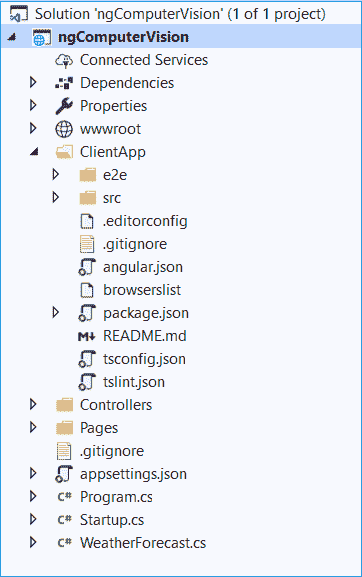 Solution 'ngComputerVision' (1 of 1 project)
ngComputerVision
Connected Services
Dependencies
Properties
wwwroot
ClientApp
e2e
src
.editorconfig
.gitignore
angular.json
browserslist
package.json
README.md
tsconfig.json
tslint.json
Controllers
Pages
.gitignore
appsettings.json
C# Program.cs
C# Startup.cs
C# WeatherForecast.cs